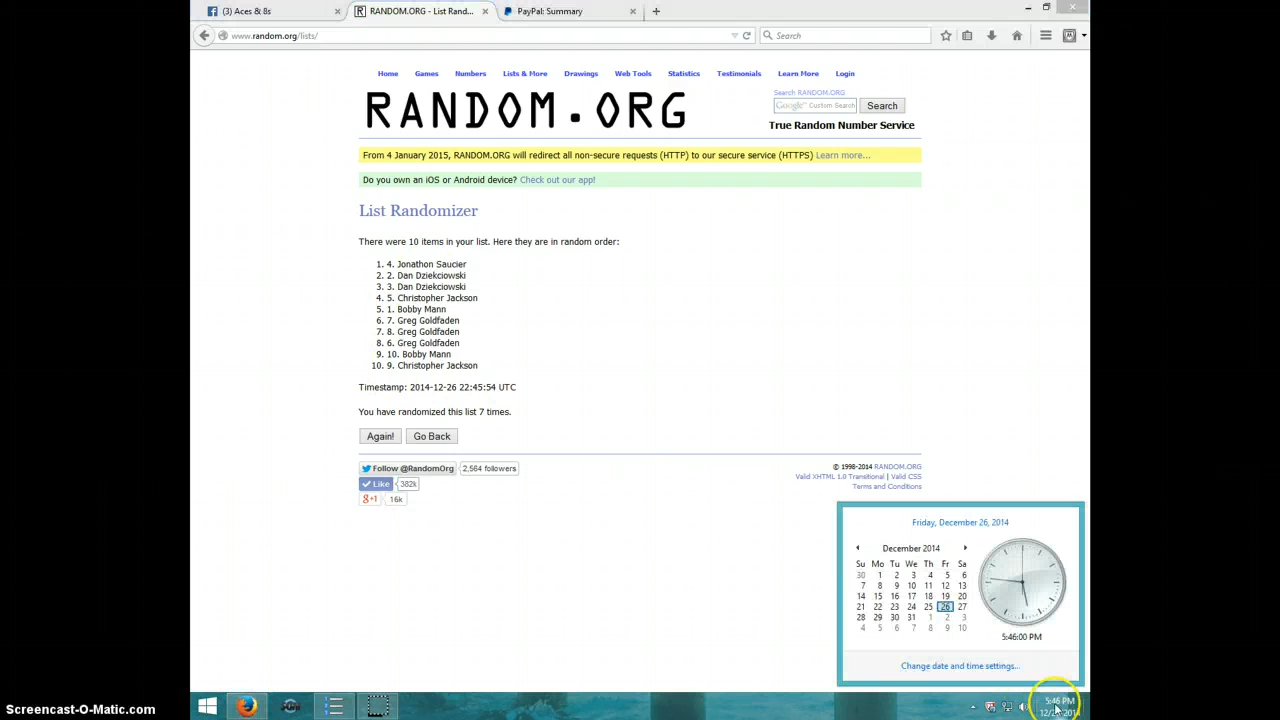 (3) Aces & 8s
RANDOM.ORG - List Rand...
PayPal: Summary
www.random.org/lists/
Search
Home Games Numbers Lists & More Drawings Web Tools Statistics Testimonials Learn More Login
RANDOM.ORG
Search RANDOM.ORG
Google™ Custom Search Search
True Random Number Service
From 4 January 2015, RANDOM.ORG will redirect all non-secure requests (HTTP) to our secure service (HTTPS) Learn more...
Do you own an iOS or Android device? Check out our app!
List Randomizer
There were 10 items in your list. Here they are in random order:
1. 4. Jonathon Saucier
2. 2. Dan Dziekciowski
3. 3. Dan Dziekciowski
4. 5. Christopher Jackson
5. 1. Bobby Mann
6. 7. Greg Goldfaden
7. 8. Greg Goldfaden
8. 6. Greg Goldfaden
9. 10. Bobby Mann
10. 9. Christopher Jackson
Timestamp: 2014-12-26 22:45:54 UTC
You have randomized this list 7 times.
Again! Go Back
Follow @RandomOrg 2,564 followers
Like 382k
g+1 16k
© 1998-2014 RANDOM.ORG
Valid XHTML 1.0 Transitional | Valid CSS
Terms and Conditions
Friday, December 26, 2014
December 2014
Su Mo Tu We Th Fr Sa
30 1 2 3 4 5 6
7 8 9 10 11 12 13
14 15 16 17 18 19 20
21 22 23 24 25 26 27
28 29 30 31 1 2 3
4 5 6 7 8 9 10
5:46:00 PM
Change date and time settings...
5:46 PM
Screencast-O-Matic.com